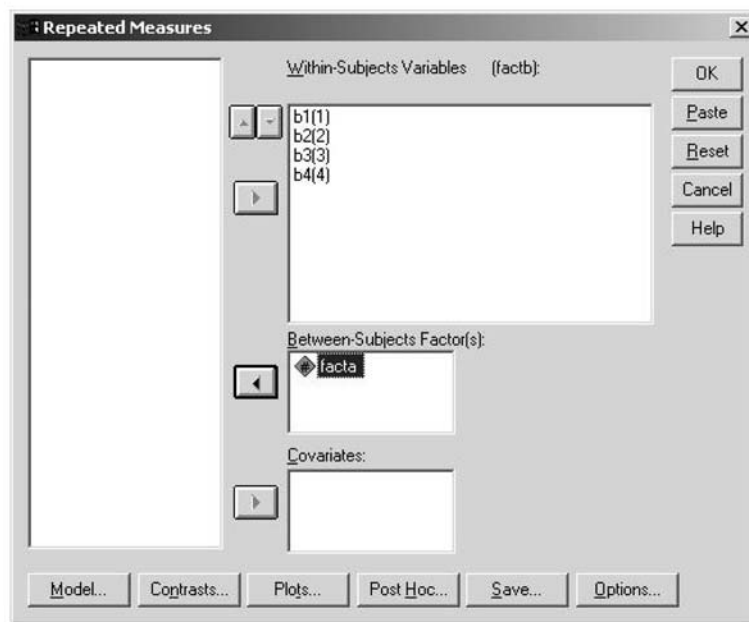 Repeated Measures
Within-Subjects Variables (factb):
b1(1)
b2(2)
b3(3)
b4(4)
OK
Paste
Reset
Cancel
Help
Between-Subjects Factor(s):
# facta
Covariates:
Model... Contrasts... Plots... Post Hoc... Save... Options...